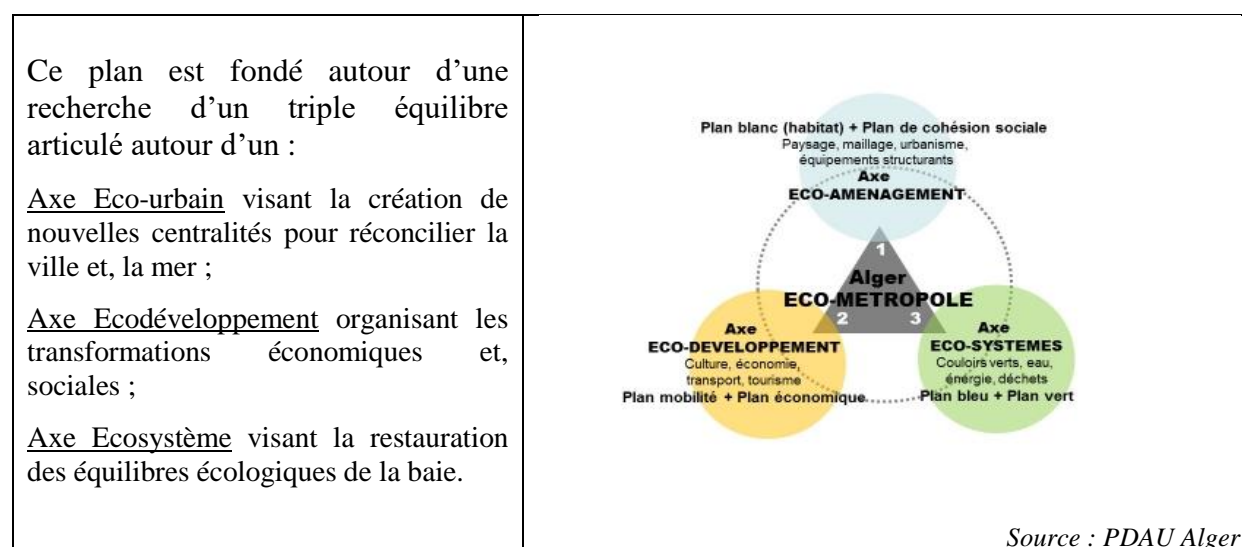 Ce plan est fondé autour d’une
recherche d’un triple équilibre
articulé autour d’un :
Axe Eco-urbain visant la création de
nouvelles centralités pour réconcilier la
ville et, la mer ;
Axe Ecodéveloppement organisant les
transformations économiques et,
sociales ;
Axe Ecosystème visant la restauration
des équilibres écologiques de la baie.
Plan blanc (habitat) + Plan de cohésion sociale
Paysage, maillage, urbanisme,
équipements structurants
Axe
ECO-AMENAGEMENT
1
Alger
ECO-METROPOLE
2 3
Axe
ECO-DEVELOPPEMENT
Culture, économie,
transport, tourisme
Plan mobilité + Plan économique
Axe
ECO-SYSTEMES
Couloirs verts, eau,
énergie, déchets
Plan bleu + Plan vert
Source : PDAU Alger